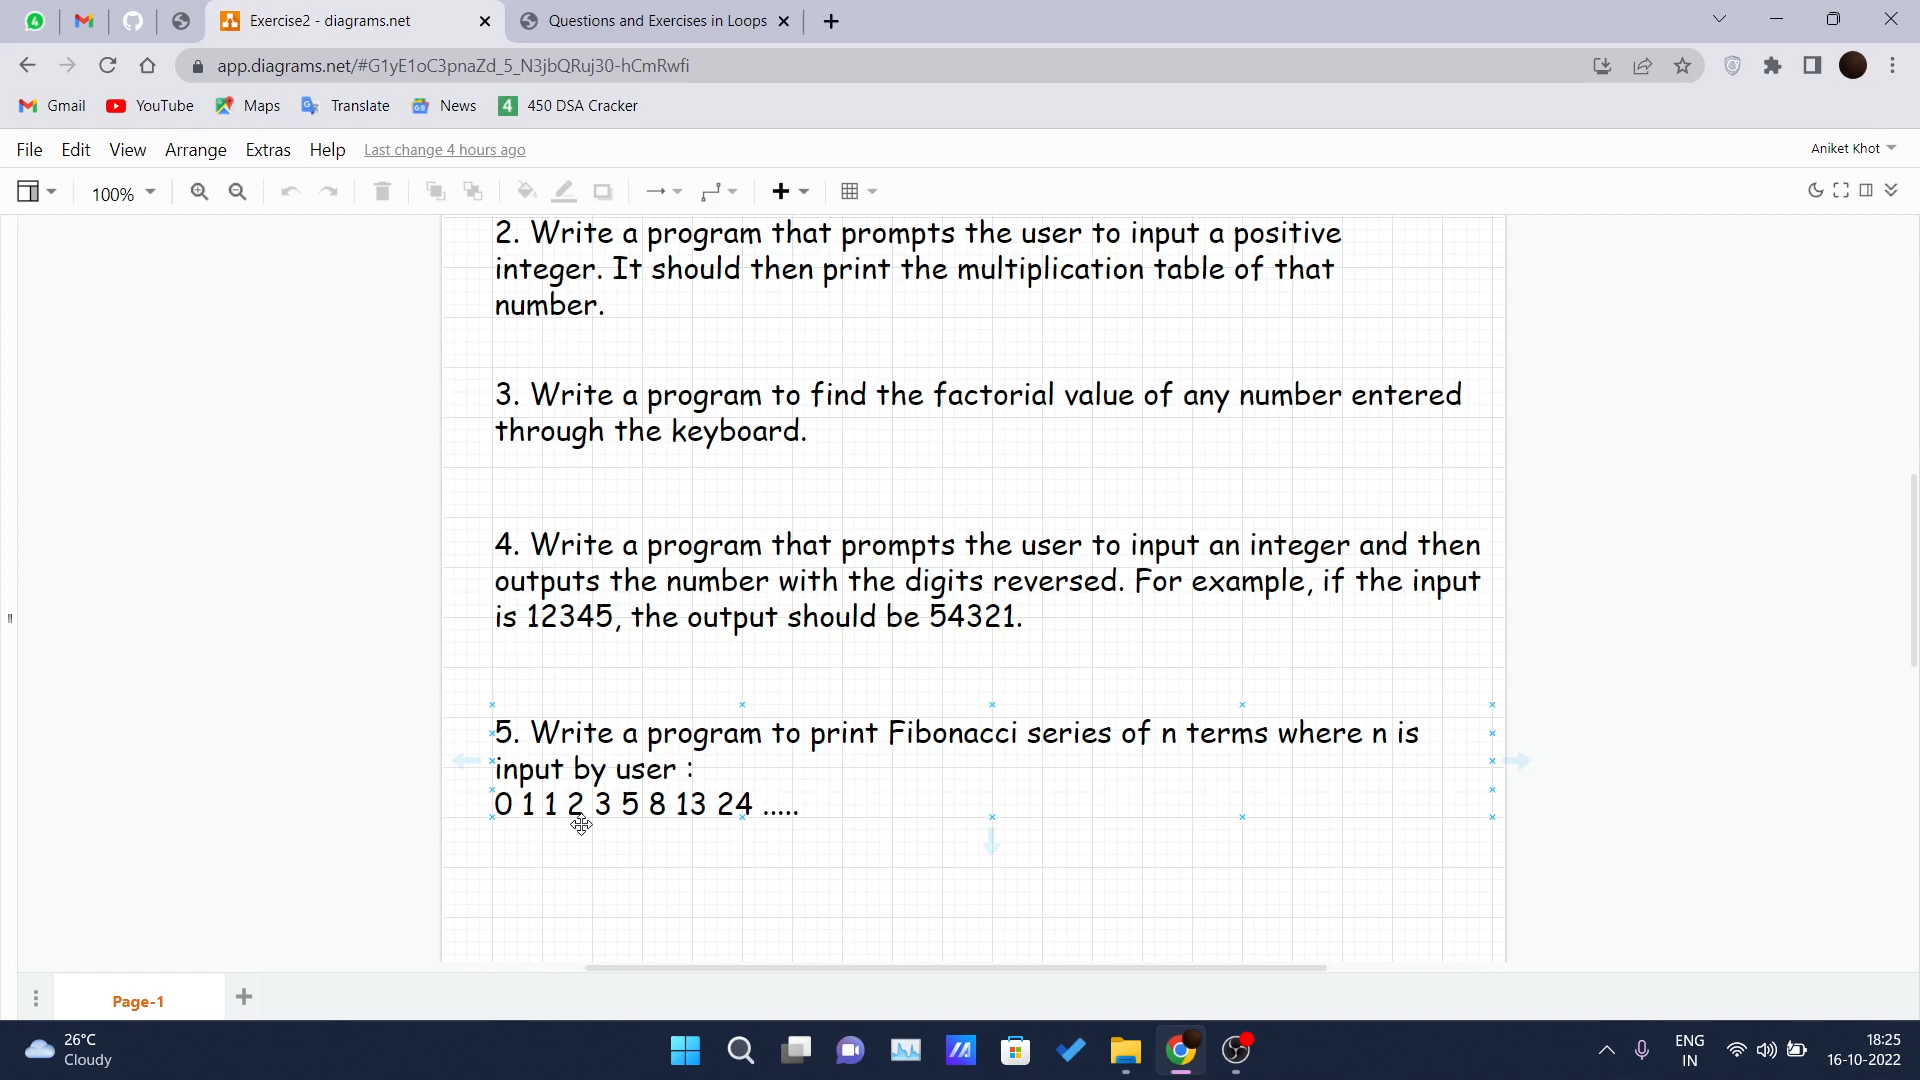 4
Exercise2 - diagrams.net
Questions and Exercises in Loops
app.diagrams.net/#G1yE1oC3pnaZd_5_N3jbQRuj30-hCmRwfi
Gmail
YouTube
Maps
Translate
News
4
450 DSA Cracker
File
Edit
View
Arrange
Extras
Help
Last change 4 hours ago
Aniket Khot
100%
2. Write a program that prompts the user to input a positive
integer. It should then print the multiplication table of that
number.
3. Write a program to find the factorial value of any number entered
through the keyboard.
4. Write a program that prompts the user to input an integer and then
outputs the number with the digits reversed. For example, if the input
is 12345, the output should be 54321.
5. Write a program to print Fibonacci series of n terms where n is
input by user :
0 1 1 2 3 5 8 13 24 .....
Page-1
26°C
Cloudy
ENG
IN
18:25
16-10-2022